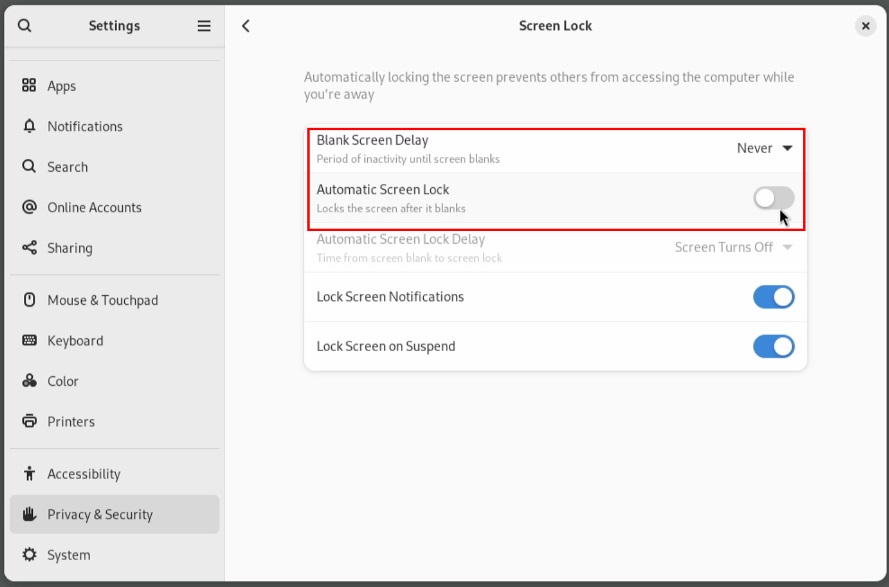 Settings
Screen Lock
Apps
Notifications
Search
Online Accounts
Sharing
Mouse & Touchpad
Keyboard
Color
Printers
Accessibility
Privacy & Security
System
Automatically locking the screen prevents others from accessing the computer while
you're away
Blank Screen Delay
Period of inactivity until screen blanks
Never
Automatic Screen Lock
Locks the screen after it blanks
Automatic Screen Lock Delay
Time from screen blank to screen lock
Screen Turns Off
Lock Screen Notifications
Lock Screen on Suspend